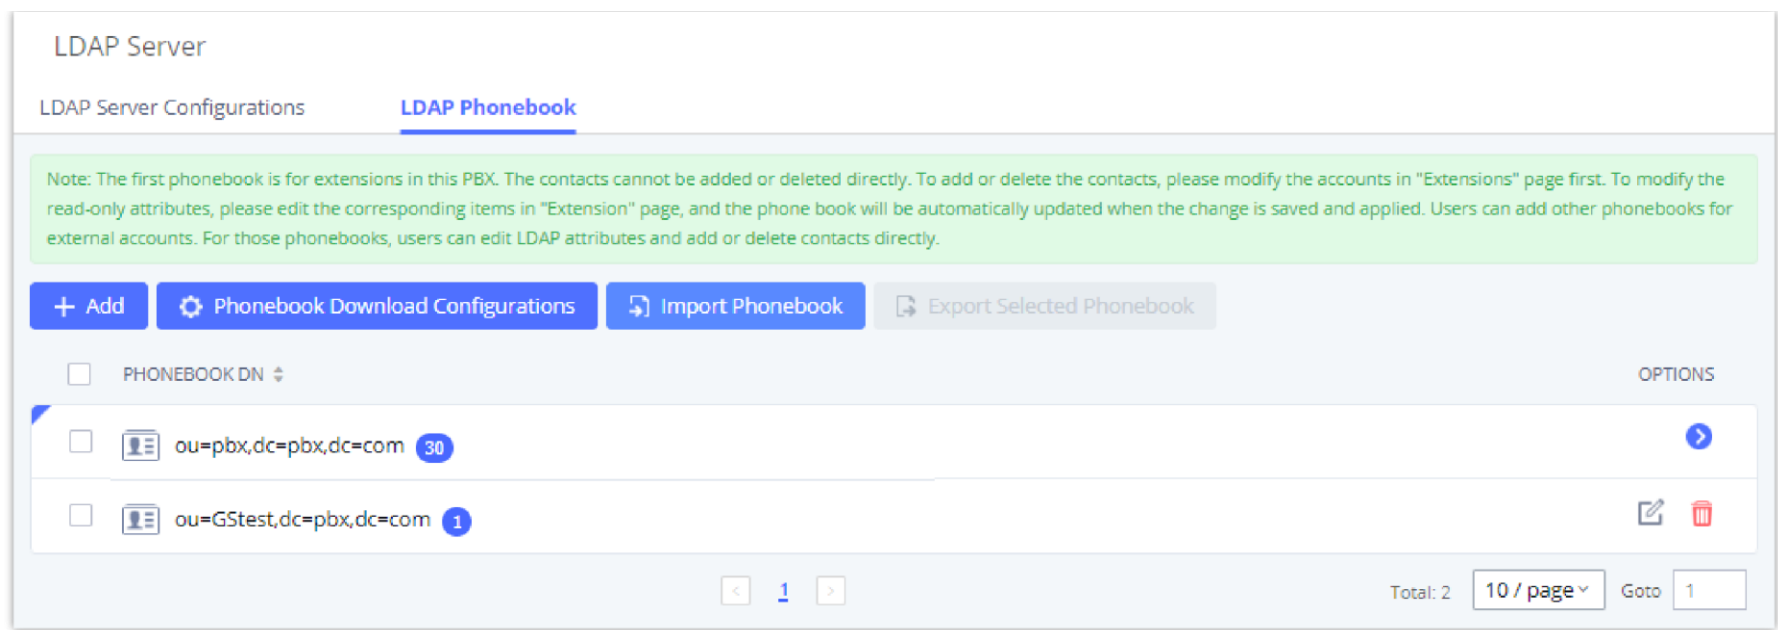 LDAP Server
LDAP Server Configurations LDAP Phonebook
Note: The first phonebook is for extensions in this PBX. The contacts cannot be added or deleted directly. To add or delete the contacts, please modify the accounts in "Extensions" page first. To modify the
read-only attributes, please edit the corresponding items in "Extension" page, and the phone book will be automatically updated when the change is saved and applied. Users can add other phonebooks for
external accounts. For those phonebooks, users can edit LDAP attributes and add or delete contacts directly.
+ Add Phonebook Download Configurations Import Phonebook Export Selected Phonebook
PHONEBOOK DN OPTIONS
ou=pbx,dc=pbx,dc=com 30
ou=GStest,dc=pbx,dc=com 1
< 1 > Total: 2 10 / page Goto 1